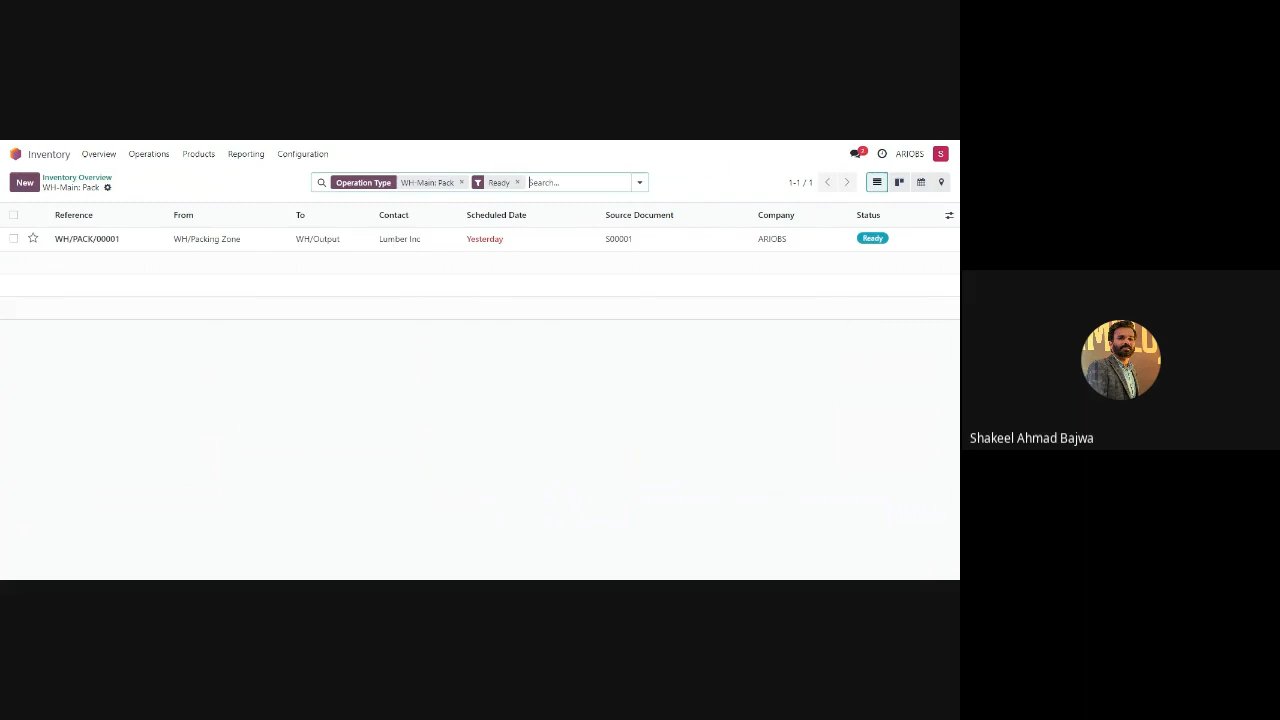 Inventory Overview Operations Products Reporting Configuration 2 ARIOBS S
New Inventory Overview Operation Type WH-Main: Pack × Ready × Search... 1-1 / 1
WH-Main: Pack
Reference From To Contact Scheduled Date Source Document Company Status
WH/PACK/00001 WH/Packing Zone WH/Output Lumber Inc Yesterday S00001 ARIOBS Ready
Shakeel Ahmad Bajwa